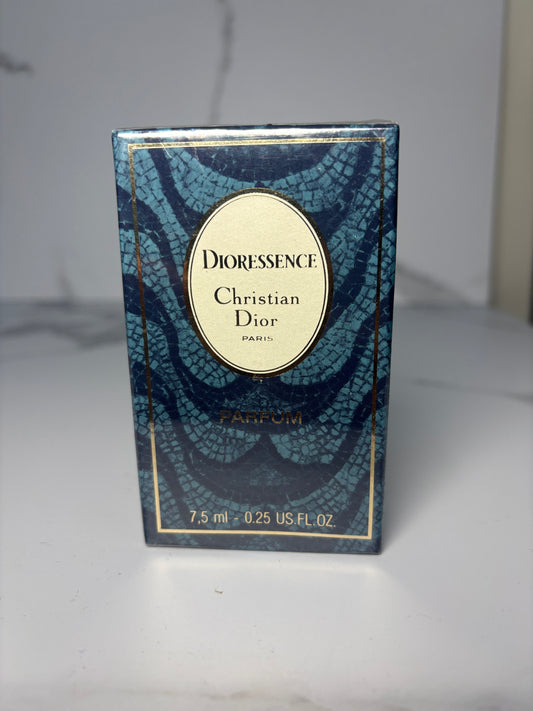 DIORESSENCE
Christian
Dior
PARIS
PARFUM
7,5 ml - 0.25 US.FL.OZ.